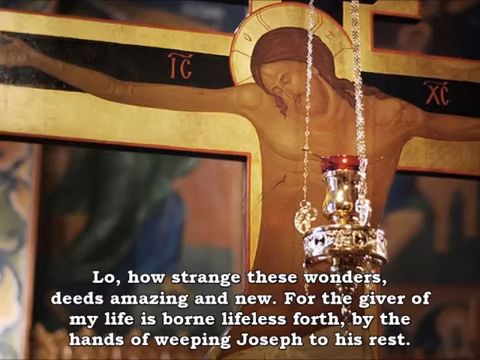 ΙC
XC
Lo, how strange these wonders,
deeds amazing and new. For the giver of
my life is borne lifeless forth, by the
hands of weeping Joseph to his rest.